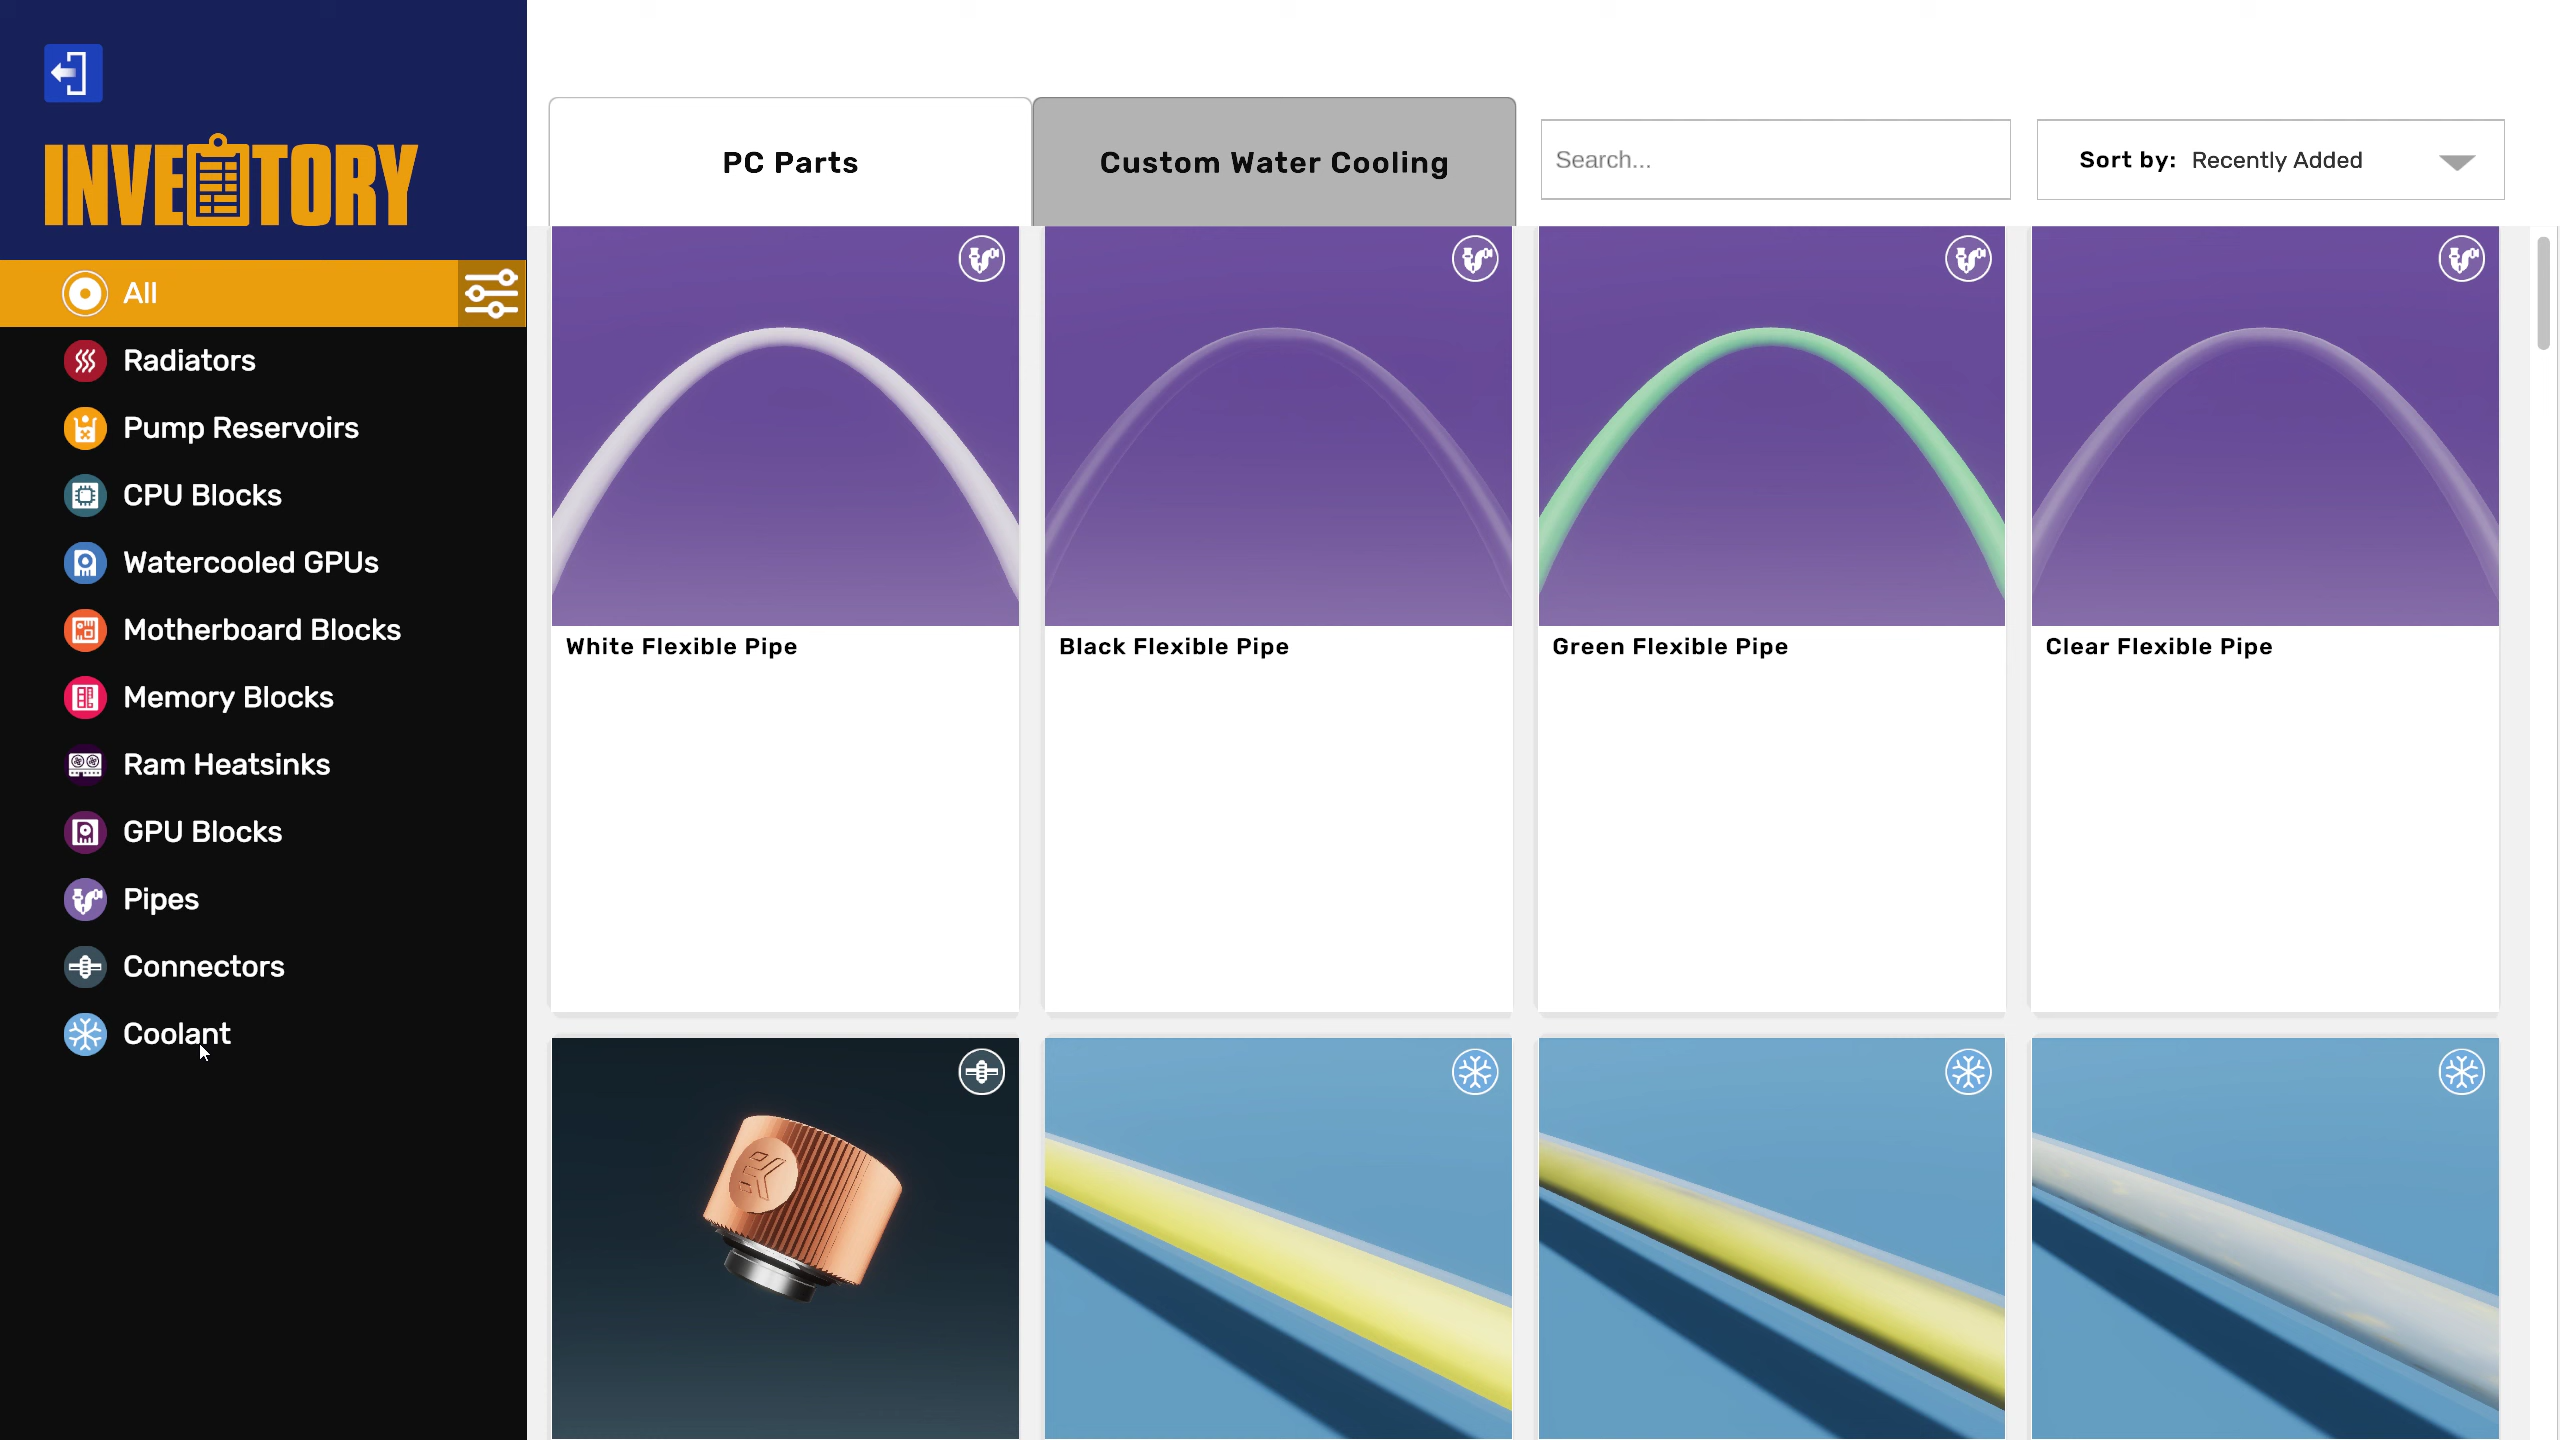 INVENTORY
PC Parts
Custom Water Cooling
Search...
Sort by: Recently Added
All
Radiators
Pump Reservoirs
CPU Blocks
Watercooled GPUs
Motherboard Blocks
Memory Blocks
Ram Heatsinks
GPU Blocks
Pipes
Connectors
Coolant
White Flexible Pipe
Black Flexible Pipe
Green Flexible Pipe
Clear Flexible Pipe
EK